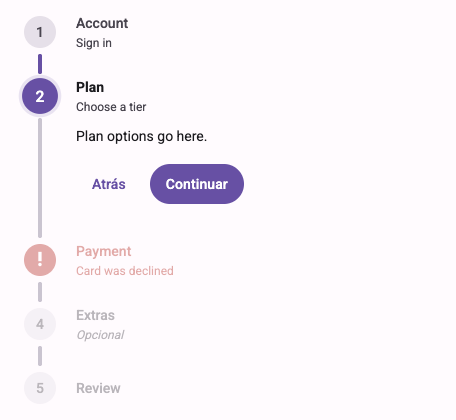 1
Account
Sign in
2
Plan
Choose a tier
Plan options go here.
Atrás
Continuar
!
Payment
Card was declined
4
Extras
Opcional
5
Review